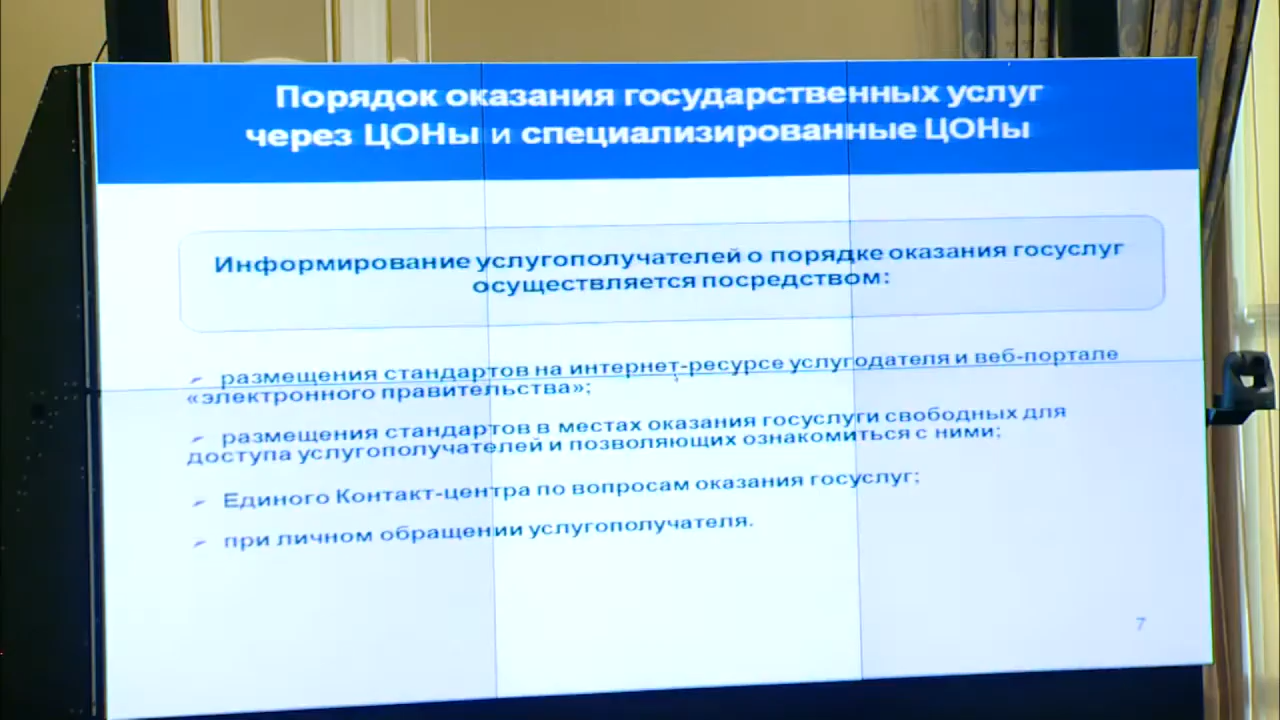 Порядок оказания государственных услуг
через ЦОНы и специализированные ЦОНы
Информирование услугополучателей о порядке оказания госуслуг
осуществляется посредством:
размещения стандартов на интернет-ресурсе услугодателя и веб-портале
«электронного правительства»;
размещения стандартов в местах оказания госуслуги свободных для
доступа услугополучателей и позволяющих ознакомиться с ними;
Единого Контакт-центра по вопросам оказания госуслуг;
при личном обращении услугополучателя.
7